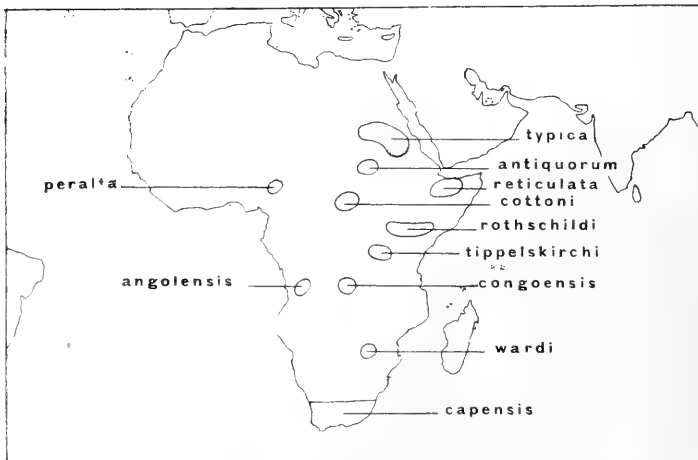 typica
antiquorum
peralta
reticulata
cottoni
rothschildi
tippelskirchi
angolensis
congoensis
wardi
capensis